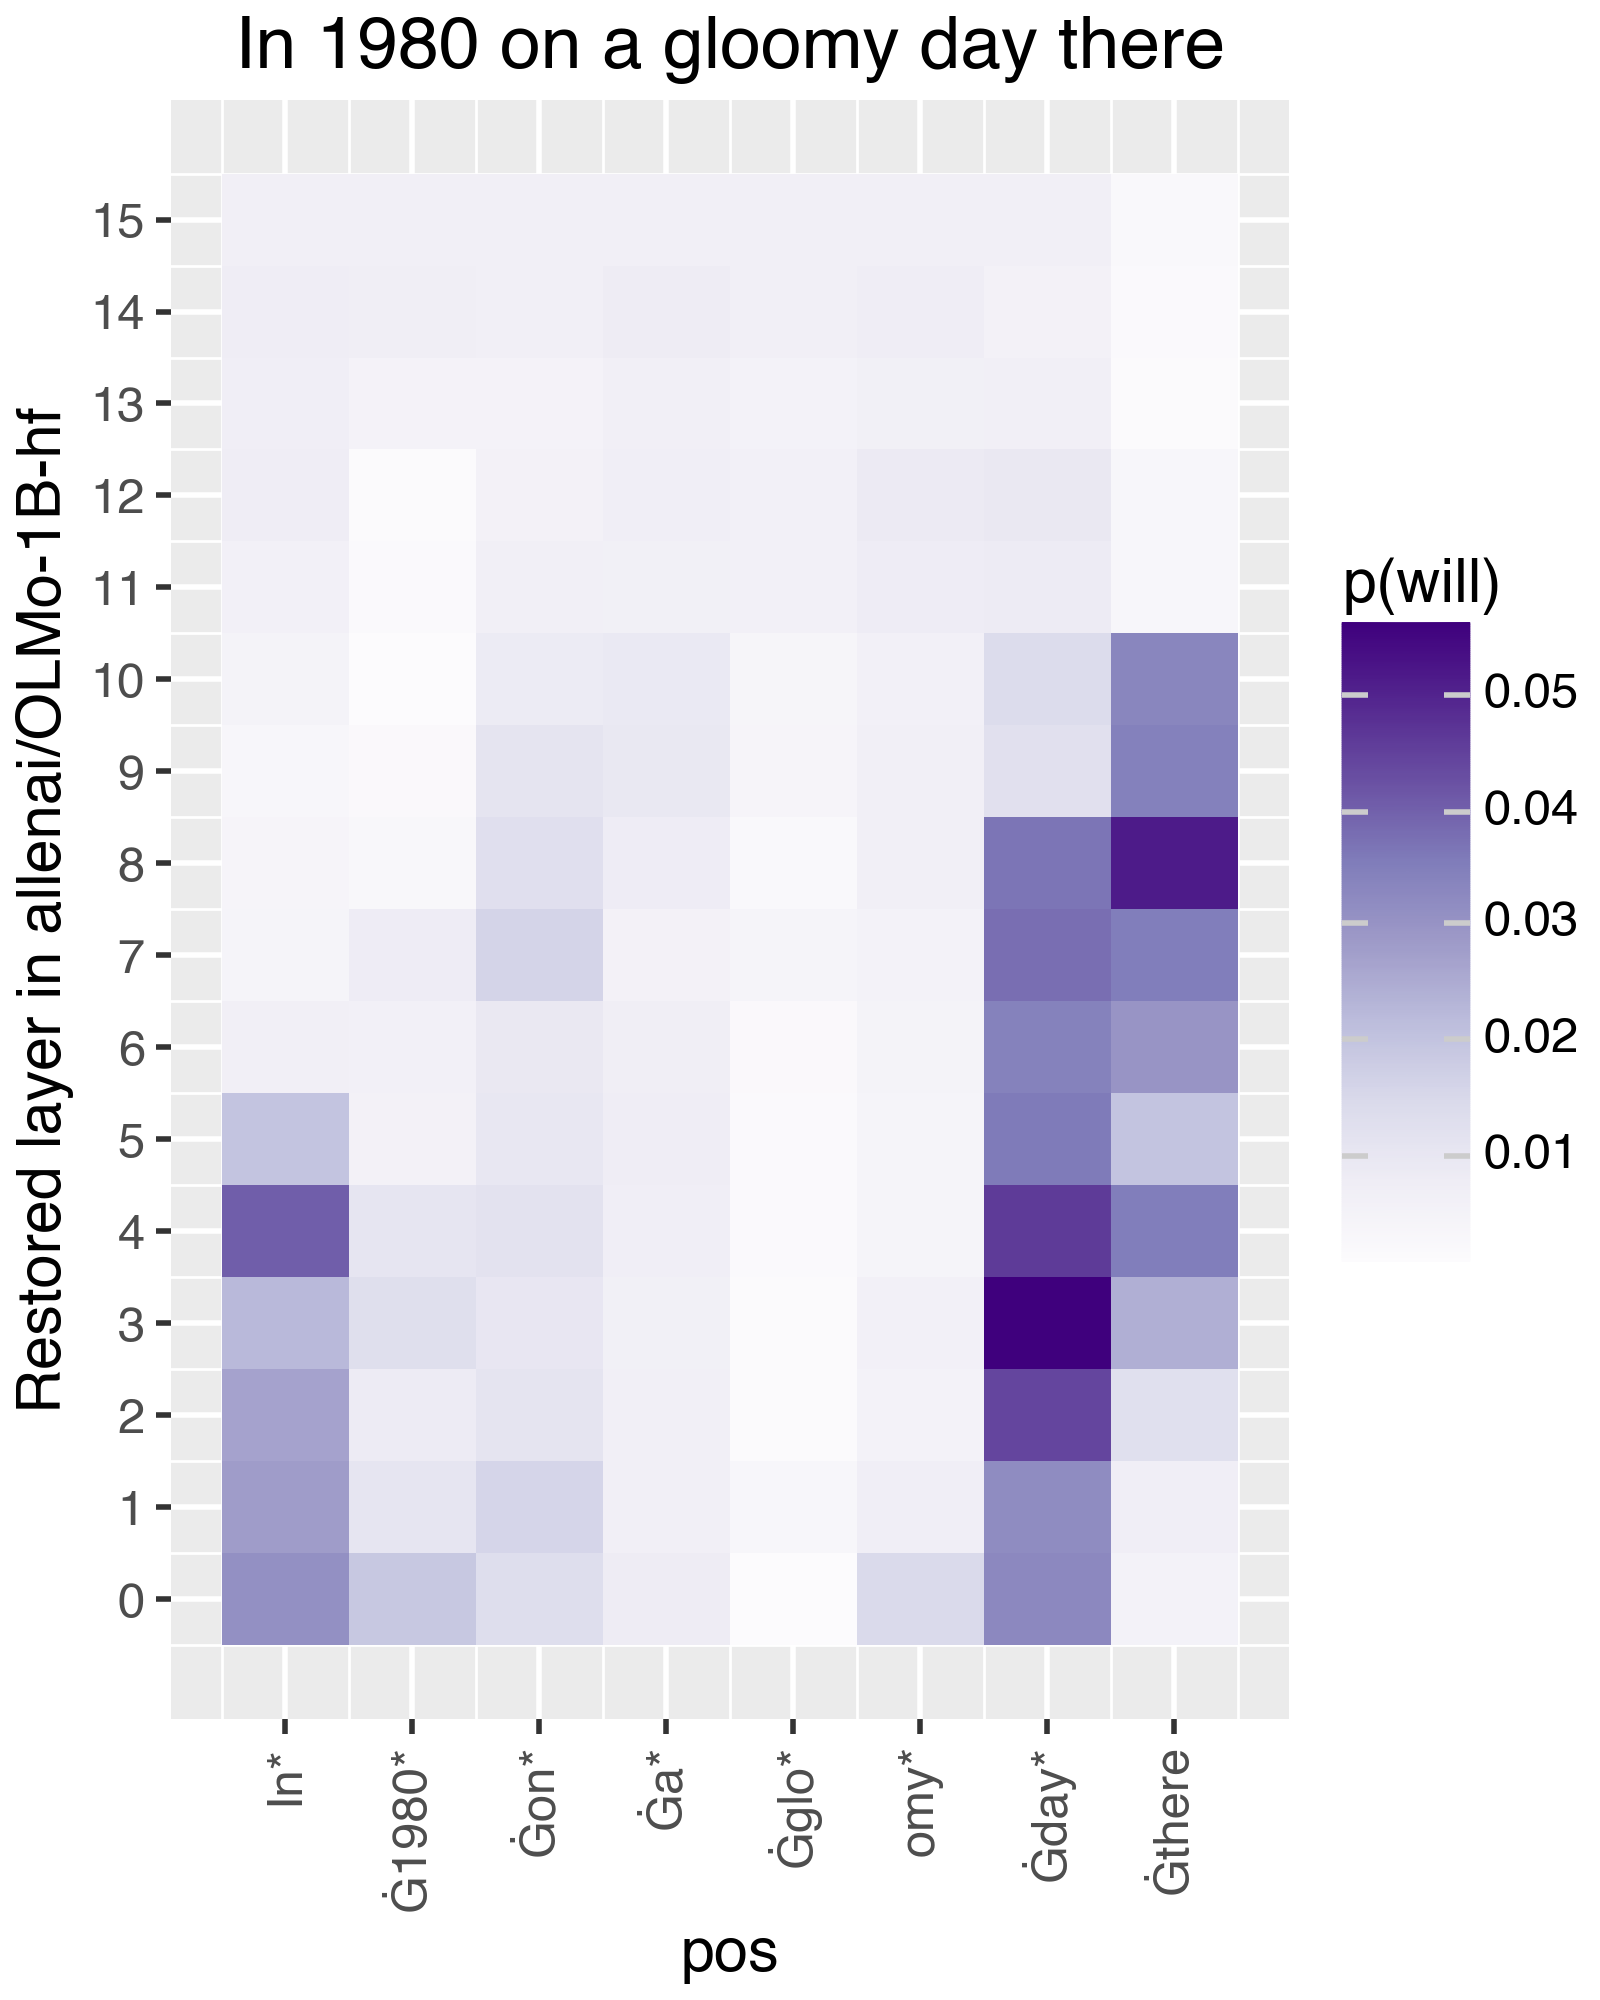 In 1980 on a gloomy day there
Restored layer in allenai/OLMo-1B-hf
15
14
13
12
11
10
9
8
7
6
5
4
3
2
1
0
In*
Ġ1980*
Ġon*
Ġa*
Ġglo*
omy*
Ġday*
Ġthere
pos
p(will)
0.05
0.04
0.03
0.02
0.01